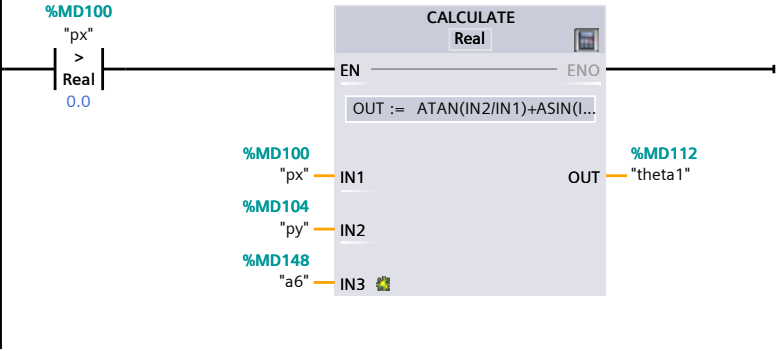 %MD100
"px"
>
Real
0.0
CALCULATE
Real
EN
ENO
OUT := ATAN(IN2/IN1)+ASIN(I...
%MD100
"px"
IN1
OUT
%MD112
"theta1"
%MD104
"py"
IN2
%MD148
"a6"
IN3